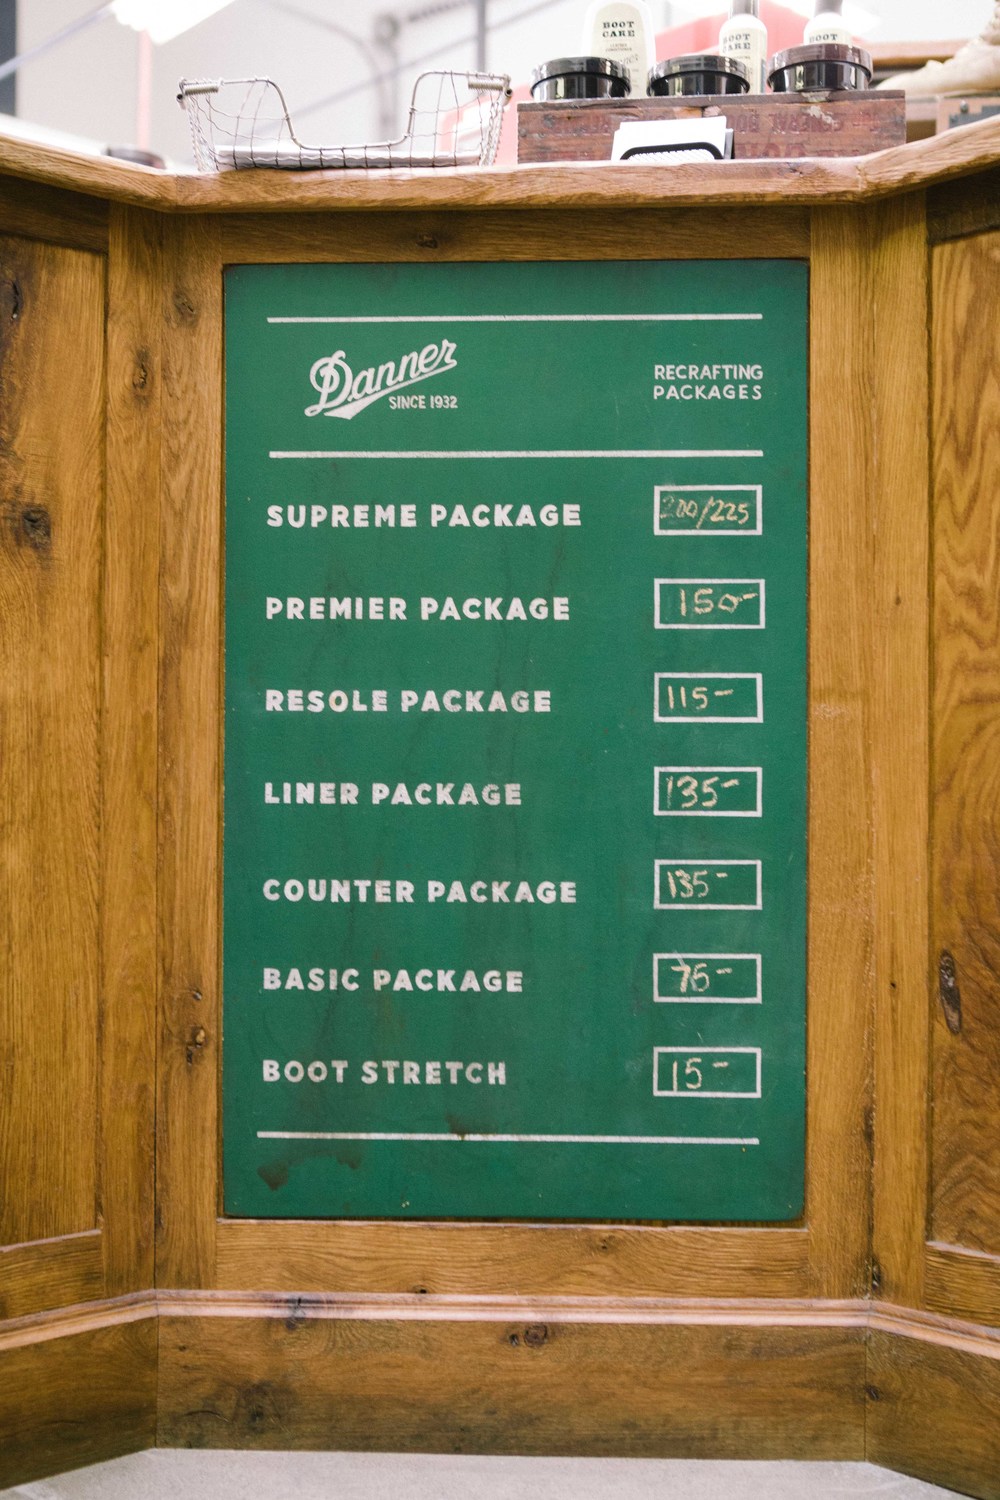 BOOT
CARE
BOOT
CARE
BOOT
Danner
SINCE 1932
RECRAFTING
PACKAGES
SUPREME PACKAGE 200/225
PREMIER PACKAGE 150-
RESOLE PACKAGE 115-
LINER PACKAGE 135-
COUNTER PACKAGE 135-
BASIC PACKAGE 75-
BOOT STRETCH 15-